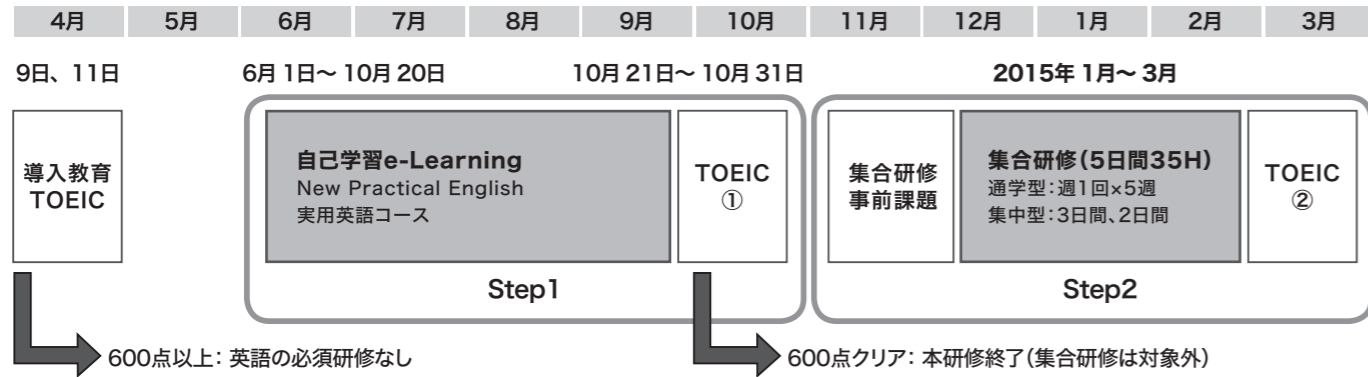 4月 5月 6月 7月 8月 9月 10月 11月 12月 1月 2月 3月
9日、11日 6月1日〜10月20日 10月21日〜10月31日 2015年1月〜3月
導入教育
TOEIC
自己学習e-Learning
New Practical English
実用英語コース
TOEIC
①
Step1
集合研修
事前課題
集合研修(5日間35H)
通学型:週1回×5週
集中型:3日間、2日間
TOEIC
②
Step2
600点以上: 英語の必須研修なし
600点クリア: 本研修終了(集合研修は対象外)